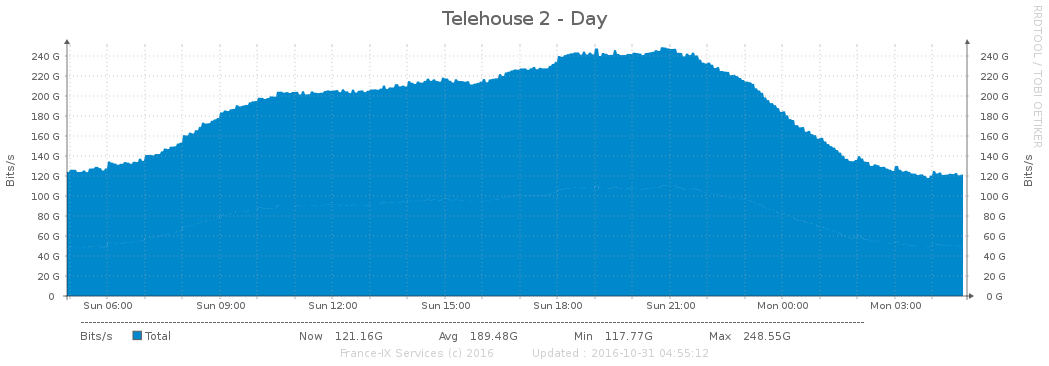 Telehouse 2 - Day
RRDTOOL / TOBI OETIKER
Bits/s
240 G 240 G
220 G 220 G
200 G 200 G
180 G 180 G
160 G 160 G
140 G 140 G
120 G 120 G
100 G 100 G
80 G 80 G
60 G 60 G
40 G 40 G
20 G 20 G
0 0 G
Bits/s
Sun 06:00 Sun 09:00 Sun 12:00 Sun 15:00 Sun 18:00 Sun 21:00 Mon 00:00 Mon 03:00
Bits/s Total Now 121.16G Avg 189.48G Min 117.77G Max 248.55G
France-IX Services (c) 2016 Updated : 2016-10-31 04:55:12